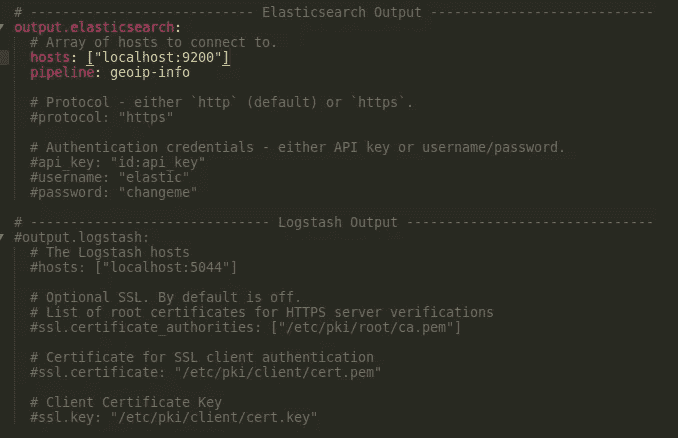 # ---------------------------- Elasticsearch Output ----------------------------
output.elasticsearch:
# Array of hosts to connect to.
hosts: ["localhost:9200"]
pipeline: geoip-info
# Protocol - either `http` (default) or `https`.
#protocol: "https"
# Authentication credentials - either API key or username/password.
#api_key: "id:api_key"
#username: "elastic"
#password: "changeme"
# ------------------------------ Logstash Output -------------------------------
#output.logstash:
# The Logstash hosts
#hosts: ["localhost:5044"]
# Optional SSL. By default is off.
# List of root certificates for HTTPS server verifications
#ssl.certificate_authorities: ["/etc/pki/root/ca.pem"]
# Certificate for SSL client authentication
#ssl.certificate: "/etc/pki/client/cert.pem"
# Client Certificate Key
#ssl.key: "/etc/pki/client/cert.key"